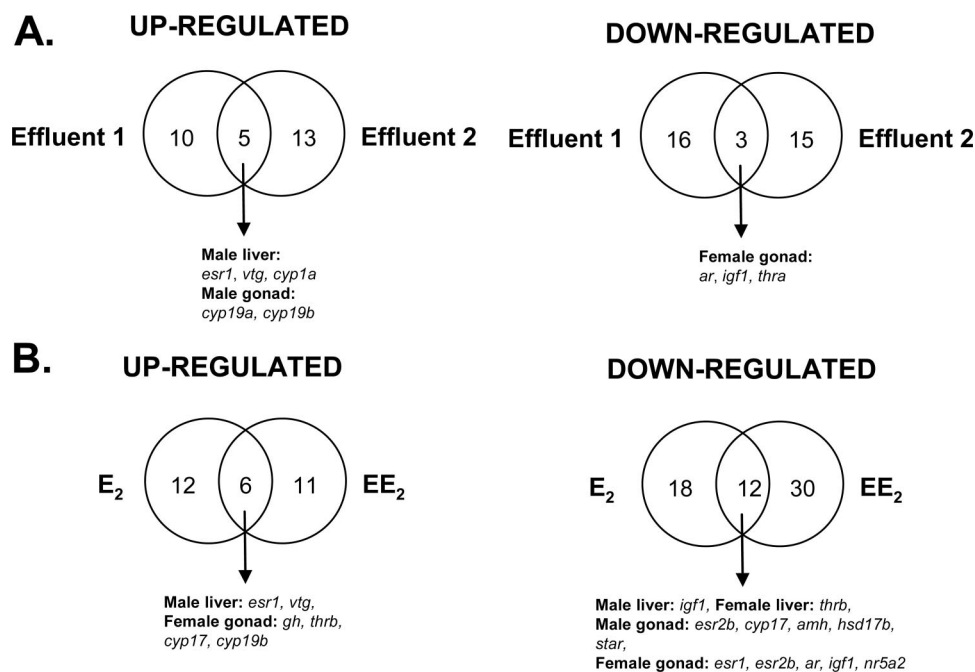 A.
UP-REGULATED
DOWN-REGULATED
Effluent 1 10 5 13 Effluent 2
Effluent 1 16 3 15 Effluent 2
Male liver:
esr1, vtg, cyp1a
Male gonad:
cyp19a, cyp19b
Female gonad:
ar, igf1, thra
B.
UP-REGULATED
DOWN-REGULATED
E₂ 12 6 11 EE₂
E₂ 18 12 30 EE₂
Male liver: esr1, vtg,
Female gonad: gh, thrb,
cyp17, cyp19b
Male liver: igf1, Female liver: thrb,
Male gonad: esr2b, cyp17, amh, hsd17b,
star,
Female gonad: esr1, esr2b, ar, igf1, nr5a2